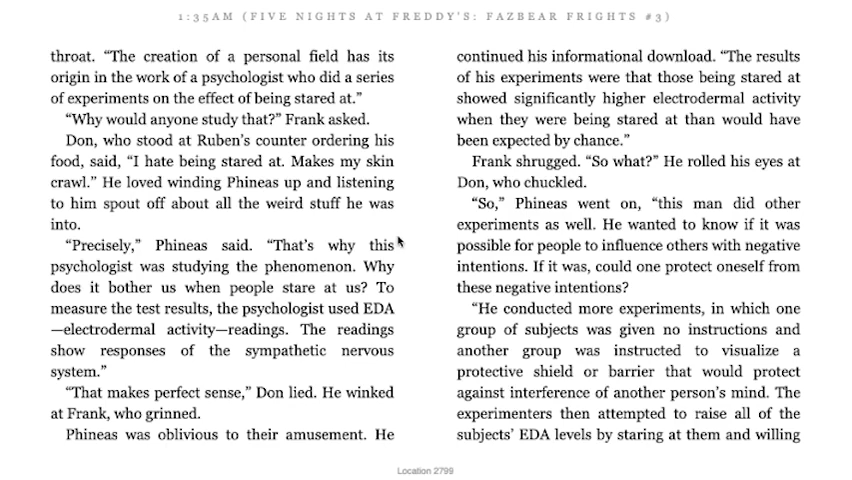 1:35AM (FIVE NIGHTS AT FREDDY'S: FAZBEAR FRIGHTS #3)
throat. “The creation of a personal field has its
origin in the work of a psychologist who did a series
of experiments on the effect of being stared at.”
“Why would anyone study that?” Frank asked.
Don, who stood at Ruben’s counter ordering his
food, said, “I hate being stared at. Makes my skin
crawl.” He loved winding Phineas up and listening
to him spout off about all the weird stuff he was
into.
“Precisely,” Phineas said. “That’s why this
psychologist was studying the phenomenon. Why
does it bother us when people stare at us? To
measure the test results, the psychologist used EDA
—electrodermal activity—readings. The readings
show responses of the sympathetic nervous
system.”
“That makes perfect sense,” Don lied. He winked
at Frank, who grinned.
Phineas was oblivious to their amusement. He
continued his informational download. “The results
of his experiments were that those being stared at
showed significantly higher electrodermal activity
when they were being stared at than would have
been expected by chance.”
Frank shrugged. “So what?” He rolled his eyes at
Don, who chuckled.
“So,” Phineas went on, “this man did other
experiments as well. He wanted to know if it was
possible for people to influence others with negative
intentions. If it was, could one protect oneself from
these negative intentions?
“He conducted more experiments, in which one
group of subjects was given no instructions and
another group was instructed to visualize a
protective shield or barrier that would protect
against interference of another person’s mind. The
experimenters then attempted to raise all of the
subjects’ EDA levels by staring at them and willing
Location 2799